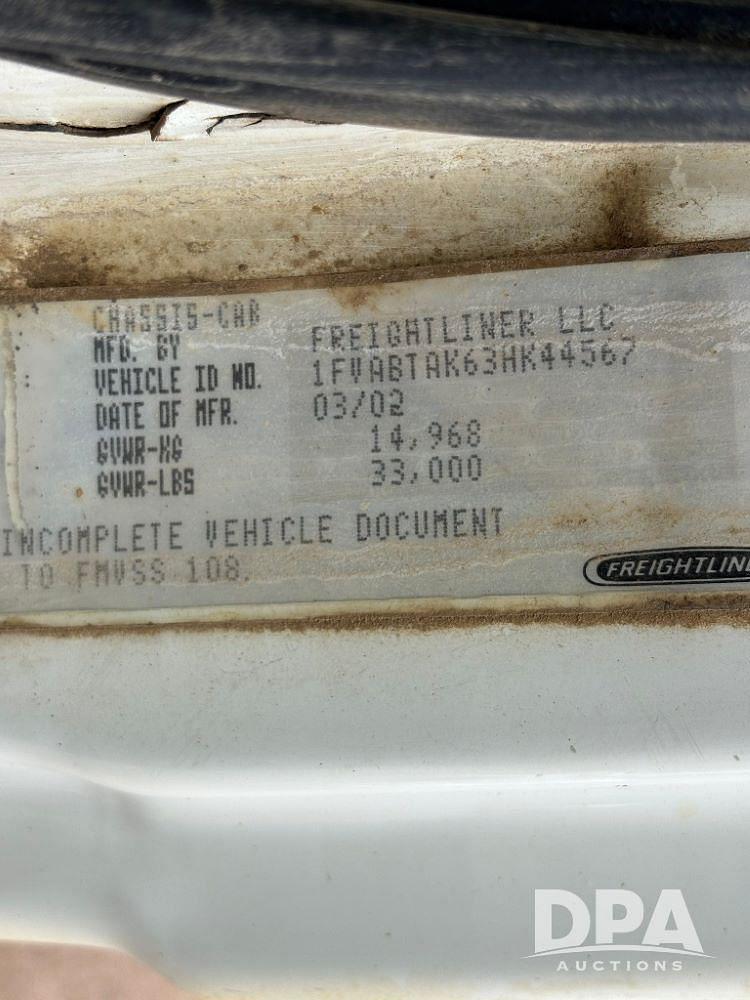 CHASSIS-CAB
MFD. BY FREIGHTLINER LLC
VEHICLE ID NO. 1FVABTAK63HK44567
DATE OF MFR. 03/02
GVWR-KG 14,968
GVWR-LBS 33,000
INCOMPLETE VEHICLE DOCUMENT
TO FMVSS 108.
FREIGHTLINE
DPA
AUCTIONS